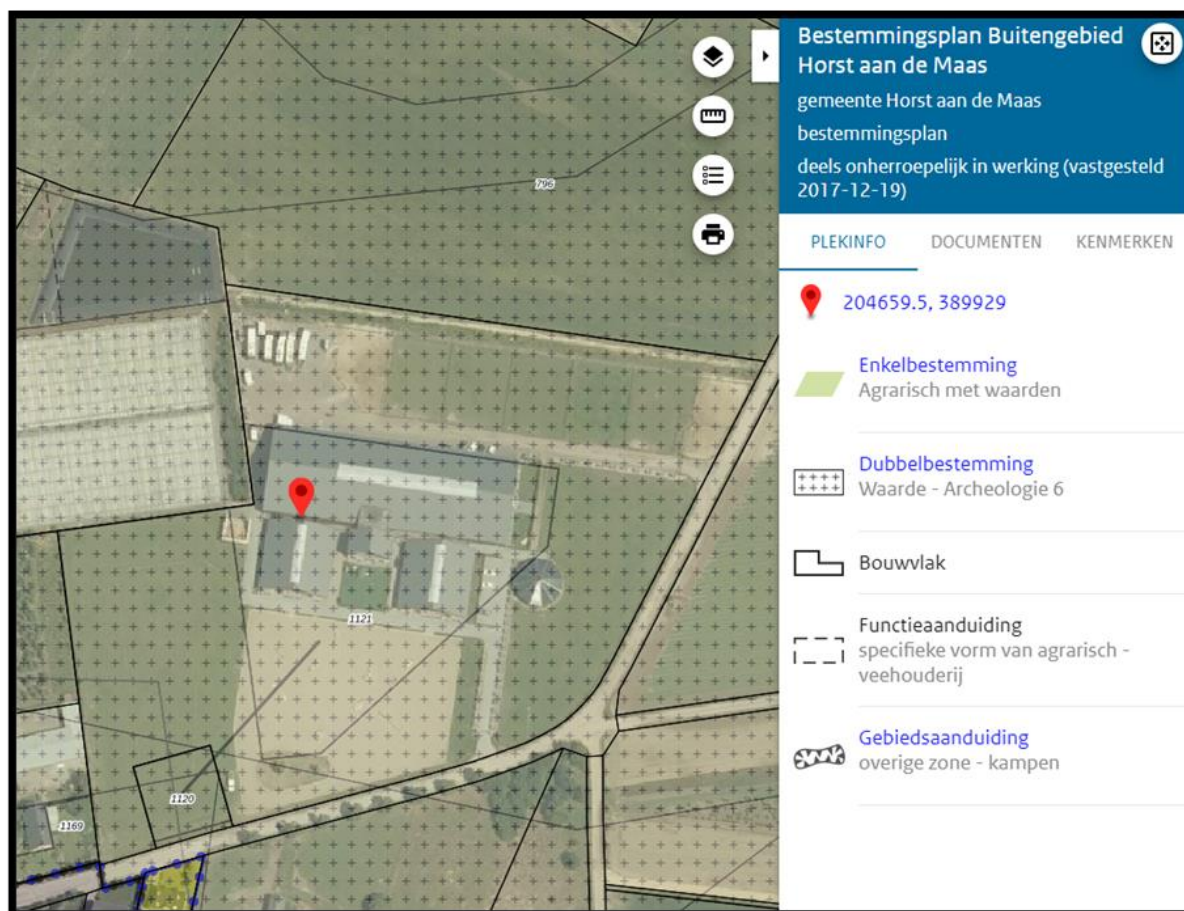 Bestemmingsplan Buitengebied
Horst aan de Maas
gemeente Horst aan de Maas
bestemmingsplan
deels onherroepelijk in werking (vastgesteld
2017-12-19)
PLEKINFO DOCUMENTEN KENMERKEN
204659.5, 389929
Enkelbestemming
Agrarisch met waarden
Dubbelbestemming
Waarde - Archeologie 6
Bouwvlak
Functieaanduiding
specifieke vorm van agrarisch -
veehouderij
Gebiedsaanduiding
overige zone - kampen
796
1121
1120
1169